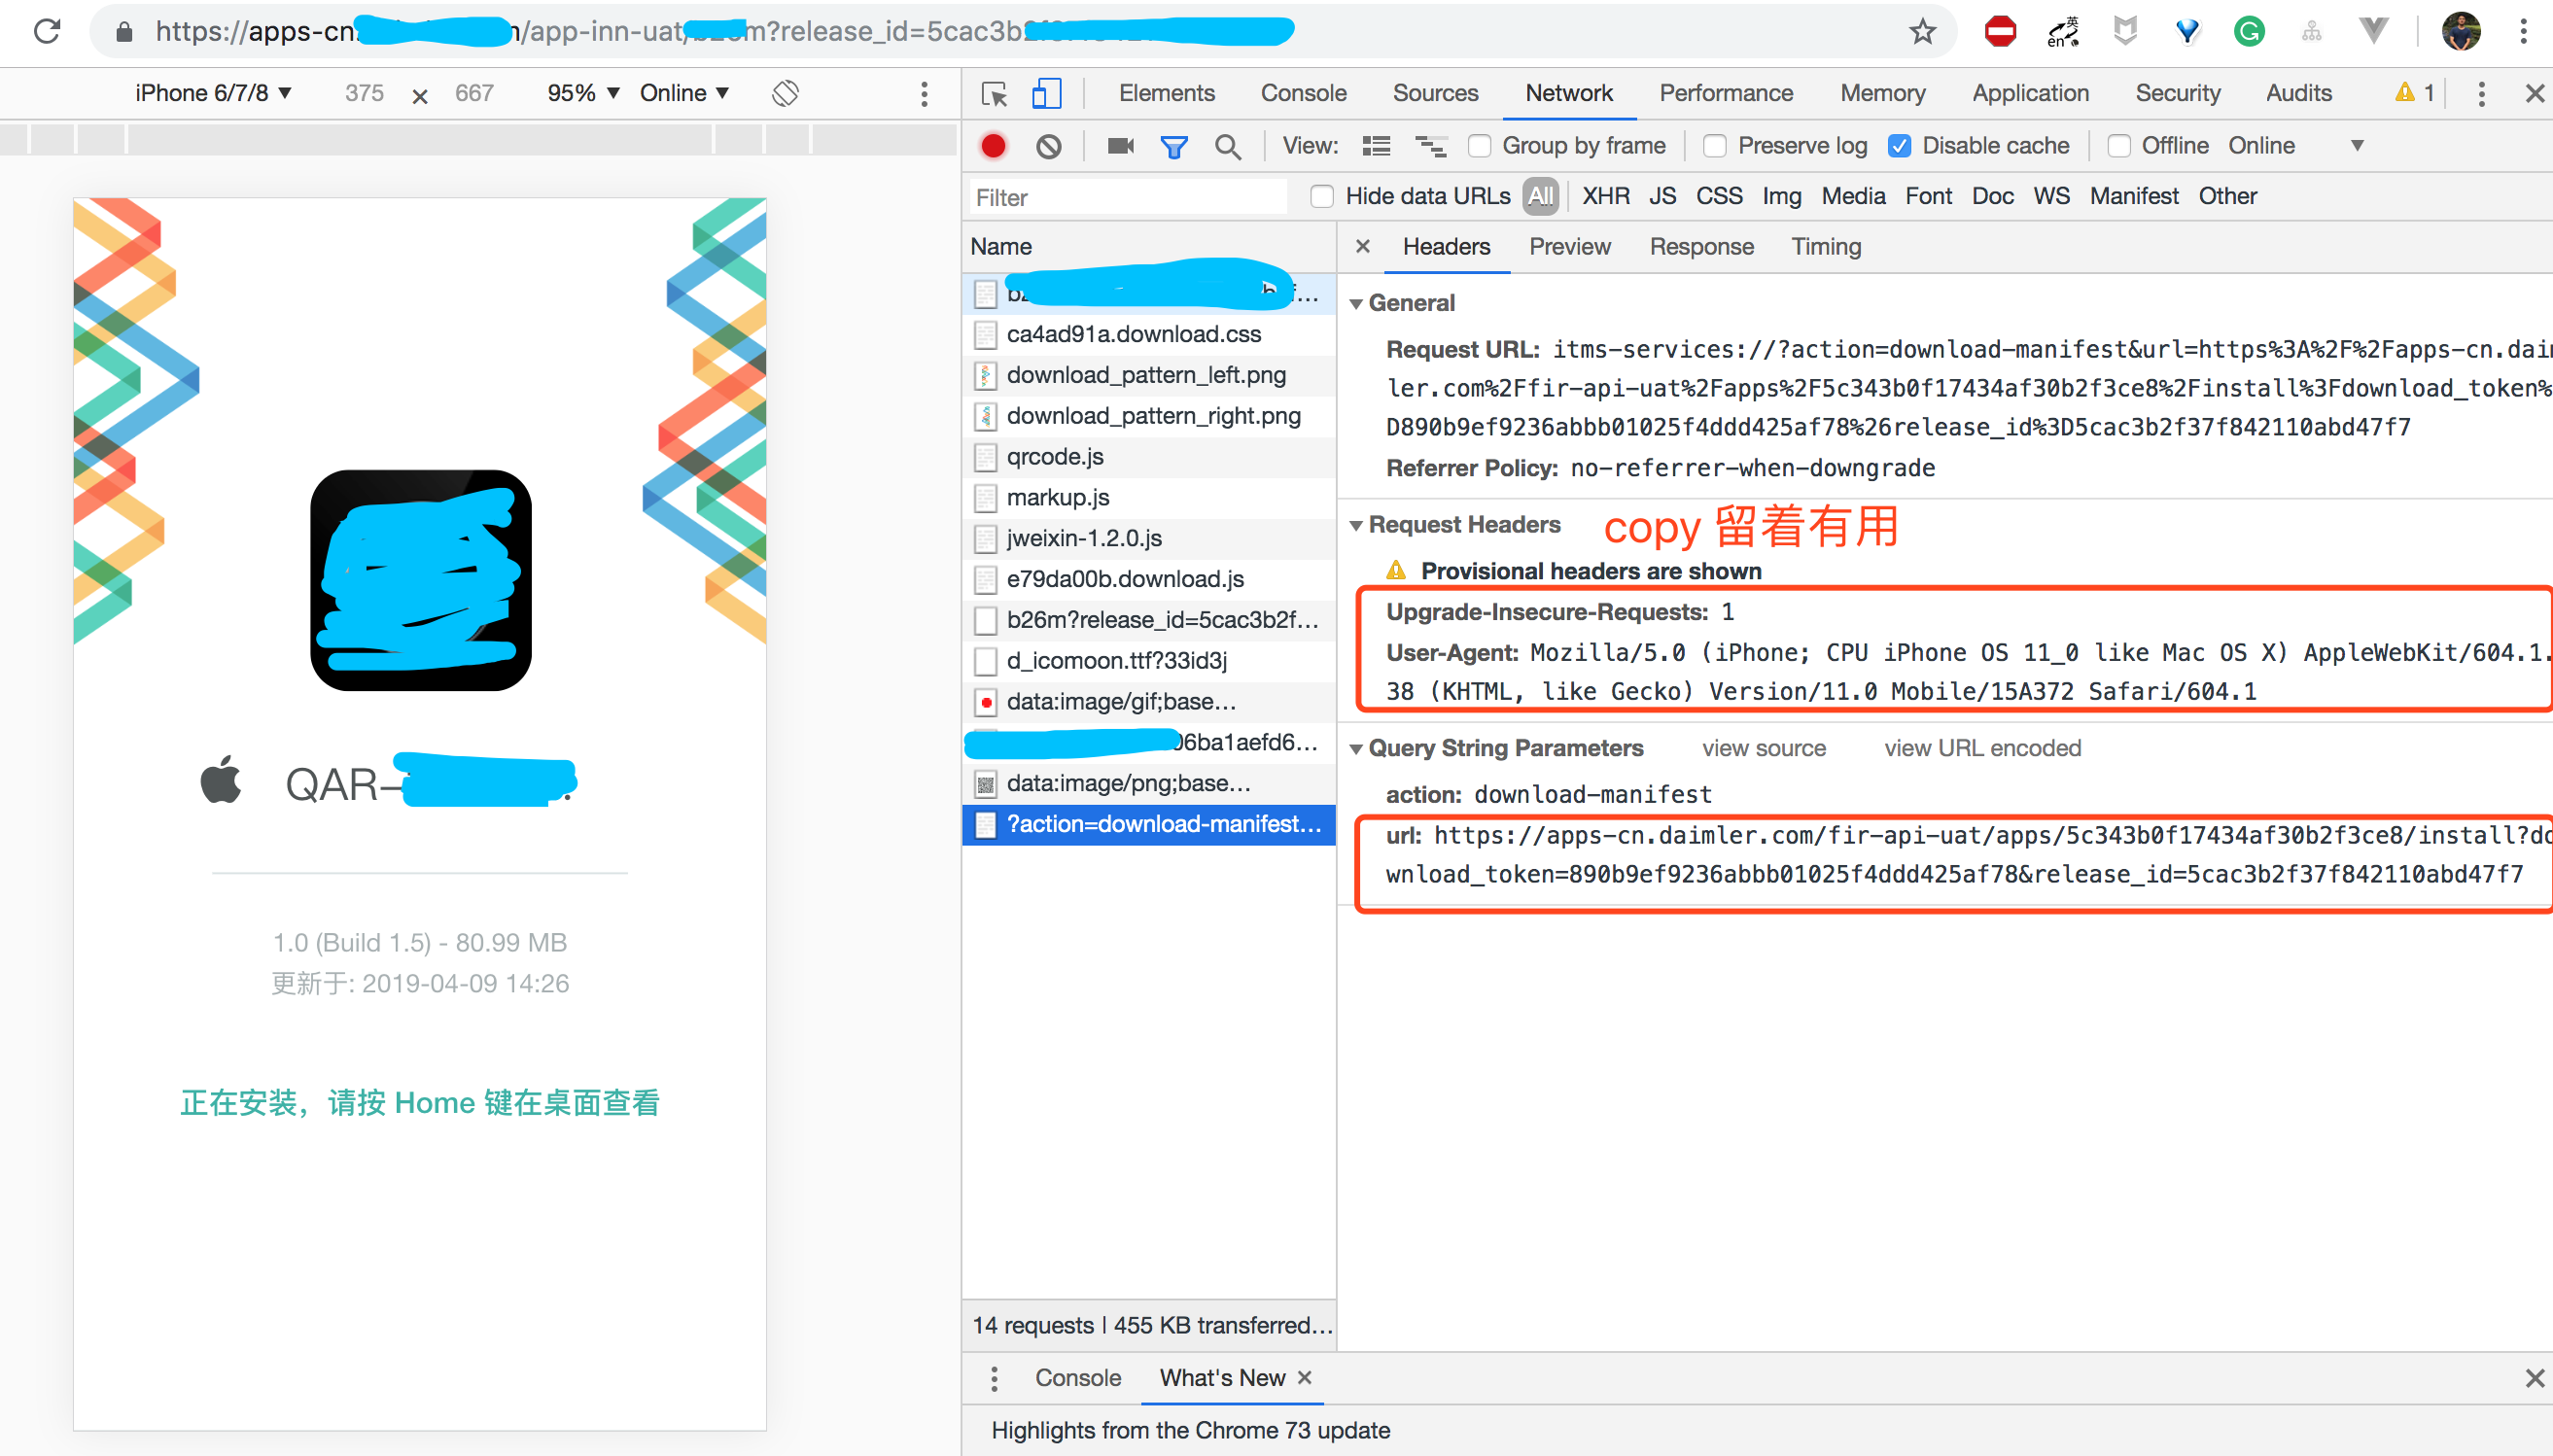 https://apps-cn. /app-inn-uat/ m?release_id=5cac3b2
en 英
iPhone 6/7/8 ▼ 375 × 667 95% ▼ Online ▼
Elements Console Sources Network Performance Memory Application Security Audits 1
View: Group by frame Preserve log Disable cache Offline Online ▼
Filter Hide data URLs All XHR JS CSS Img Media Font Doc WS Manifest Other
Name
ca4ad91a.download.css
download_pattern_left.png
download_pattern_right.png
qrcode.js
markup.js
jweixin-1.2.0.js
e79da00b.download.js
b26m?release_id=5cac3b2f...
d_icomoon.ttf?33id3j
data:image/gif;base...
06ba1aefd6...
data:image/png;base...
?action=download-manifest...
14 requests | 455 KB transferred...
Headers Preview Response Timing
General
Request URL: itms-services://?action=download-manifest&url=https%3A%2F%2Fapps-cn.daim
ler.com%2Ffir-api-uat%2Fapps%2F5c343b0f17434af30b2f3ce8%2Finstall%3Fdownload_token%
D890b9ef9236abbb01025f4ddd425af78%26release_id%3D5cac3b2f37f842110abd47f7
Referrer Policy: no-referrer-when-downgrade
Request Headers copy 留着有用
Provisional headers are shown
Upgrade-Insecure-Requests: 1
User-Agent: Mozilla/5.0 (iPhone; CPU iPhone OS 11_0 like Mac OS X) AppleWebKit/604.1.
38 (KHTML, like Gecko) Version/11.0 Mobile/15A372 Safari/604.1
Query String Parameters view source view URL encoded
action: download-manifest
url: https://apps-cn.daimler.com/fir-api-uat/apps/5c343b0f17434af30b2f3ce8/install?do
wnload_token=890b9ef9236abbb01025f4ddd425af78&release_id=5cac3b2f37f842110abd47f7
QAR–
1.0 (Build 1.5) - 80.99 MB
更新于: 2019-04-09 14:26
正在安装，请按 Home 键在桌面查看
Console What's New
Highlights from the Chrome 73 update